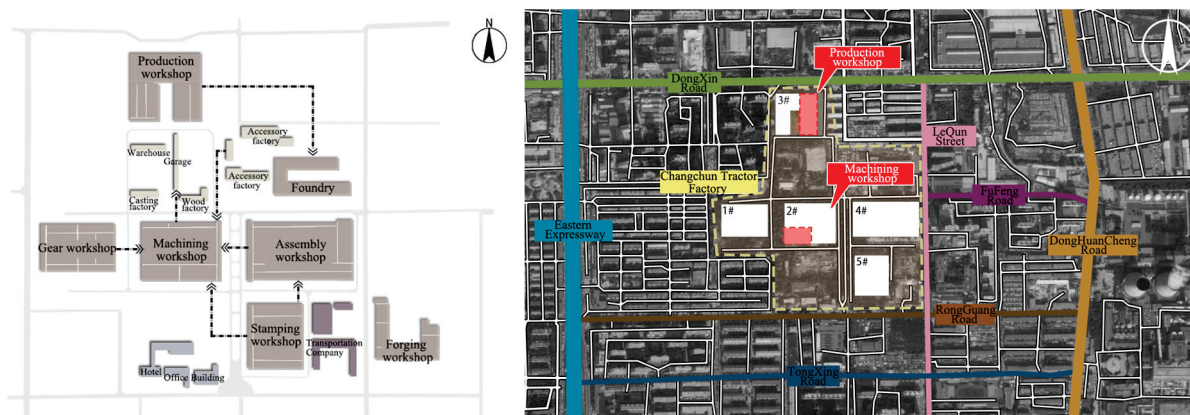 N
Production
workshop
Accessory
factory
Warehouse
Garage
Accessory
factory
Foundry
Casting
factory
Wood
factory
Gear workshop
Machining
workshop
Assembly
workshop
Stamping
workshop
Transportation
Company
Forging
workshop
Hotel
Office Building
N
Production
workshop
DongXin
Road
3#
LeQun
Street
Changchun Tractor
Factory
Machining
workshop
FuFeng
Road
1#
2#
4#
Eastern
Expressway
DongHuanCheng
Road
5#
RongGuang
Road
TongXing
Road